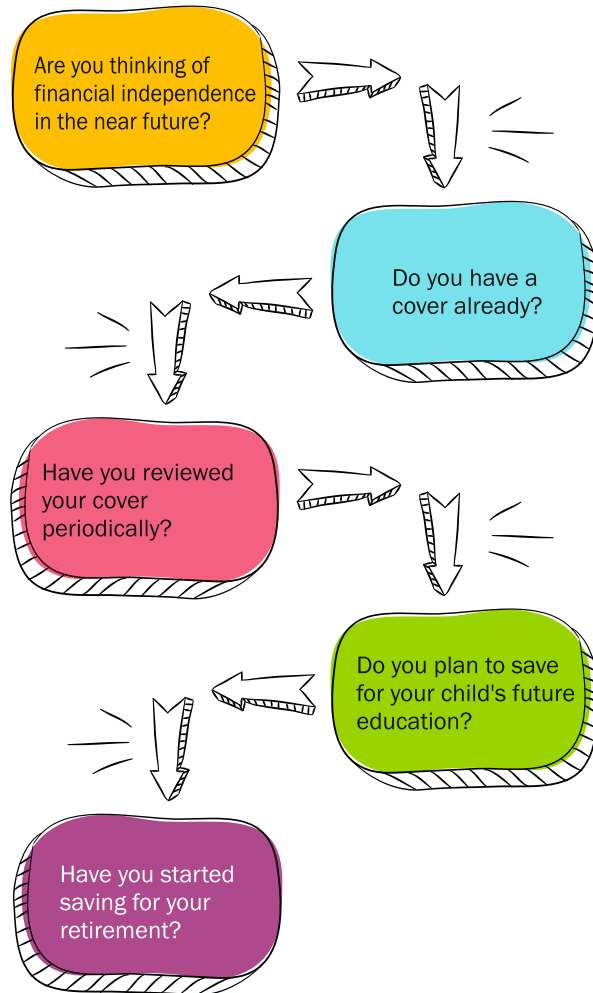 Are you thinking of
financial independence
in the near future?
Do you have a
cover already?
Have you reviewed
your cover
periodically?
Do you plan to save
for your child's future
education?
Have you started
saving for your
retirement?